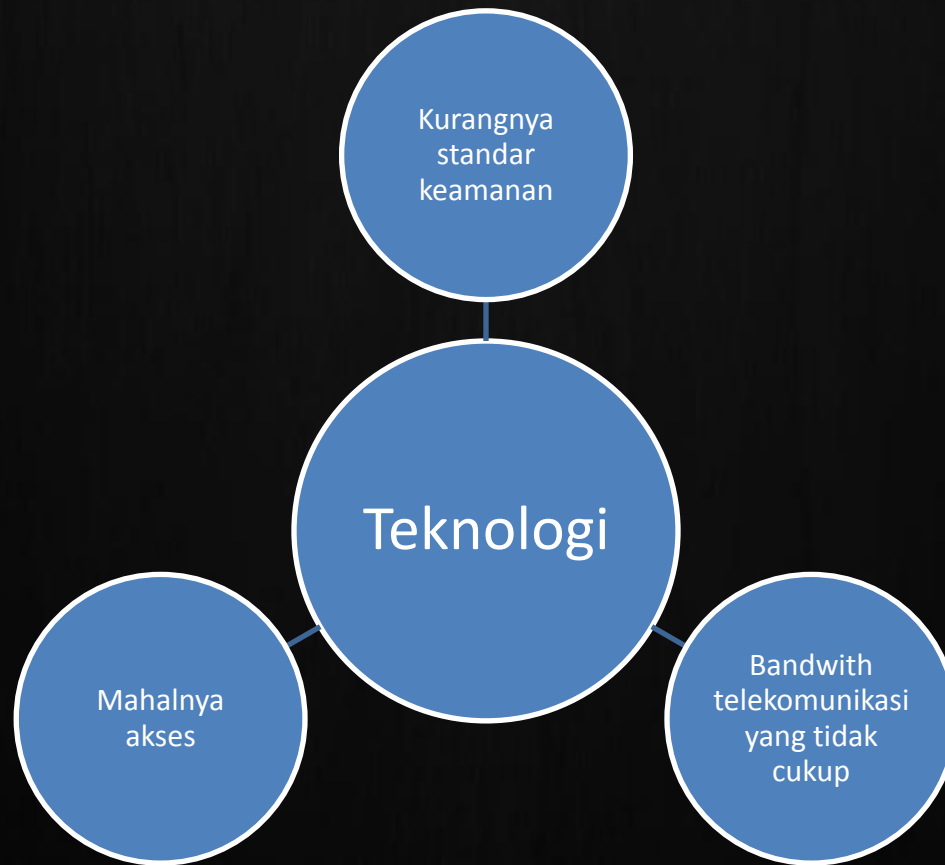 Kurangnya
standar
keamanan
Teknologi
Mahalnya
akses
Bandwith
telekomunikasi
yang tidak
cukup